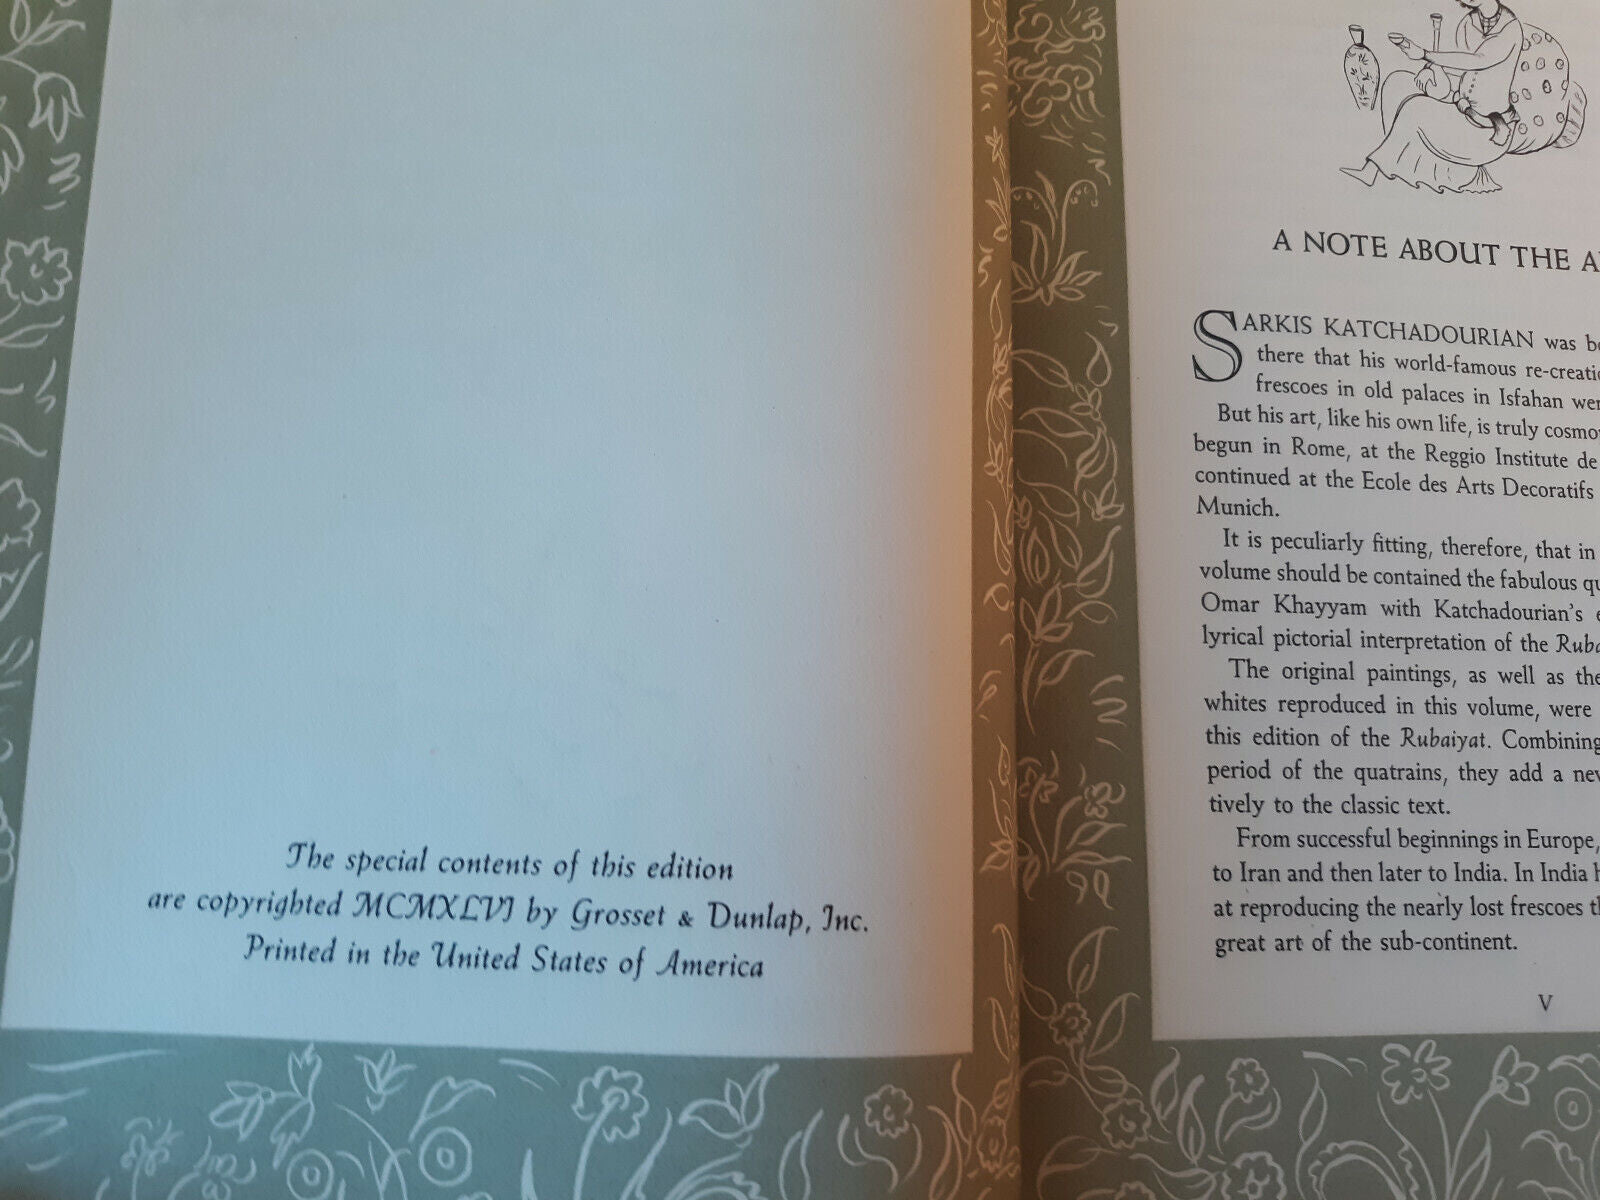 The special contents of this edition
are copyrighted MCMXLVI by Grosset & Dunlap, Inc.
Printed in the United States of America
A NOTE ABOUT THE
SARKIS KATCHADOURIAN was
there that his world-famous
frescoes in old palaces in Isfahan
But his art, like his own life, is truly
begun in Rome, at the Reggio Institute de
continued at the Ecole des Arts Decoratifs
Munich.
It is peculiarly fitting, therefore, that in
volume should be contained the fabulous
Omar Khayyam with Katchadourian's
lyrical pictorial interpretation of the
The original paintings, as well as
whites reproduced in this volume, were
this edition of the Rubaiyat. Combining
period of the quatrains, they add a
tively to the classic text.
From successful beginnings in Europe,
to Iran and then later to India. In India
at reproducing the nearly lost frescoes
great art of the sub-continent.
V